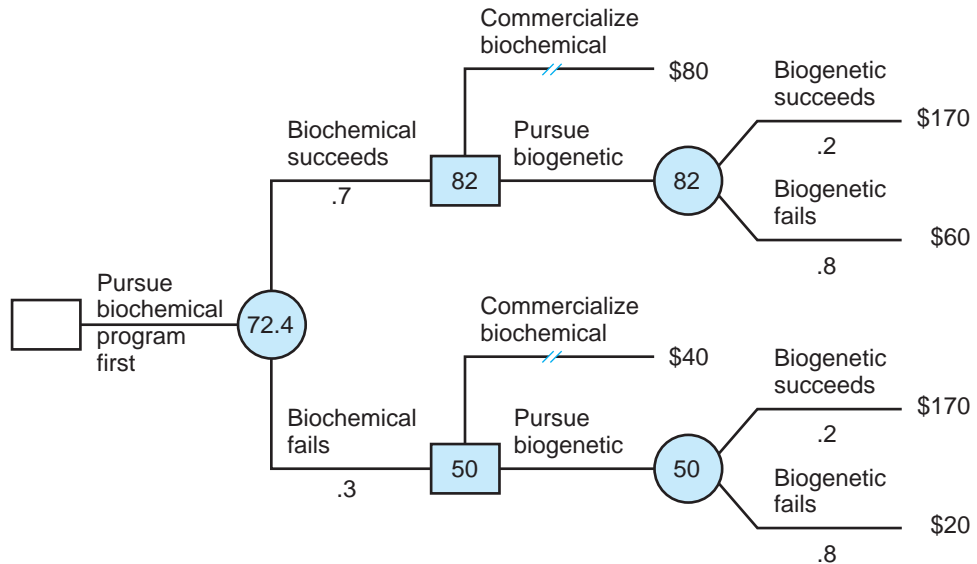 Commercialize
biochemical
$80
Biogenetic
succeeds
$170
.2
Biochemical
succeeds
.7
82
Pursue
biogenetic
82
Biogenetic
fails
$60
.8
Pursue
biochemical
program
first
72.4
Commercialize
biochemical
$40
Biogenetic
succeeds
$170
.2
Biochemical
fails
.3
50
Pursue
biogenetic
50
Biogenetic
fails
$20
.8